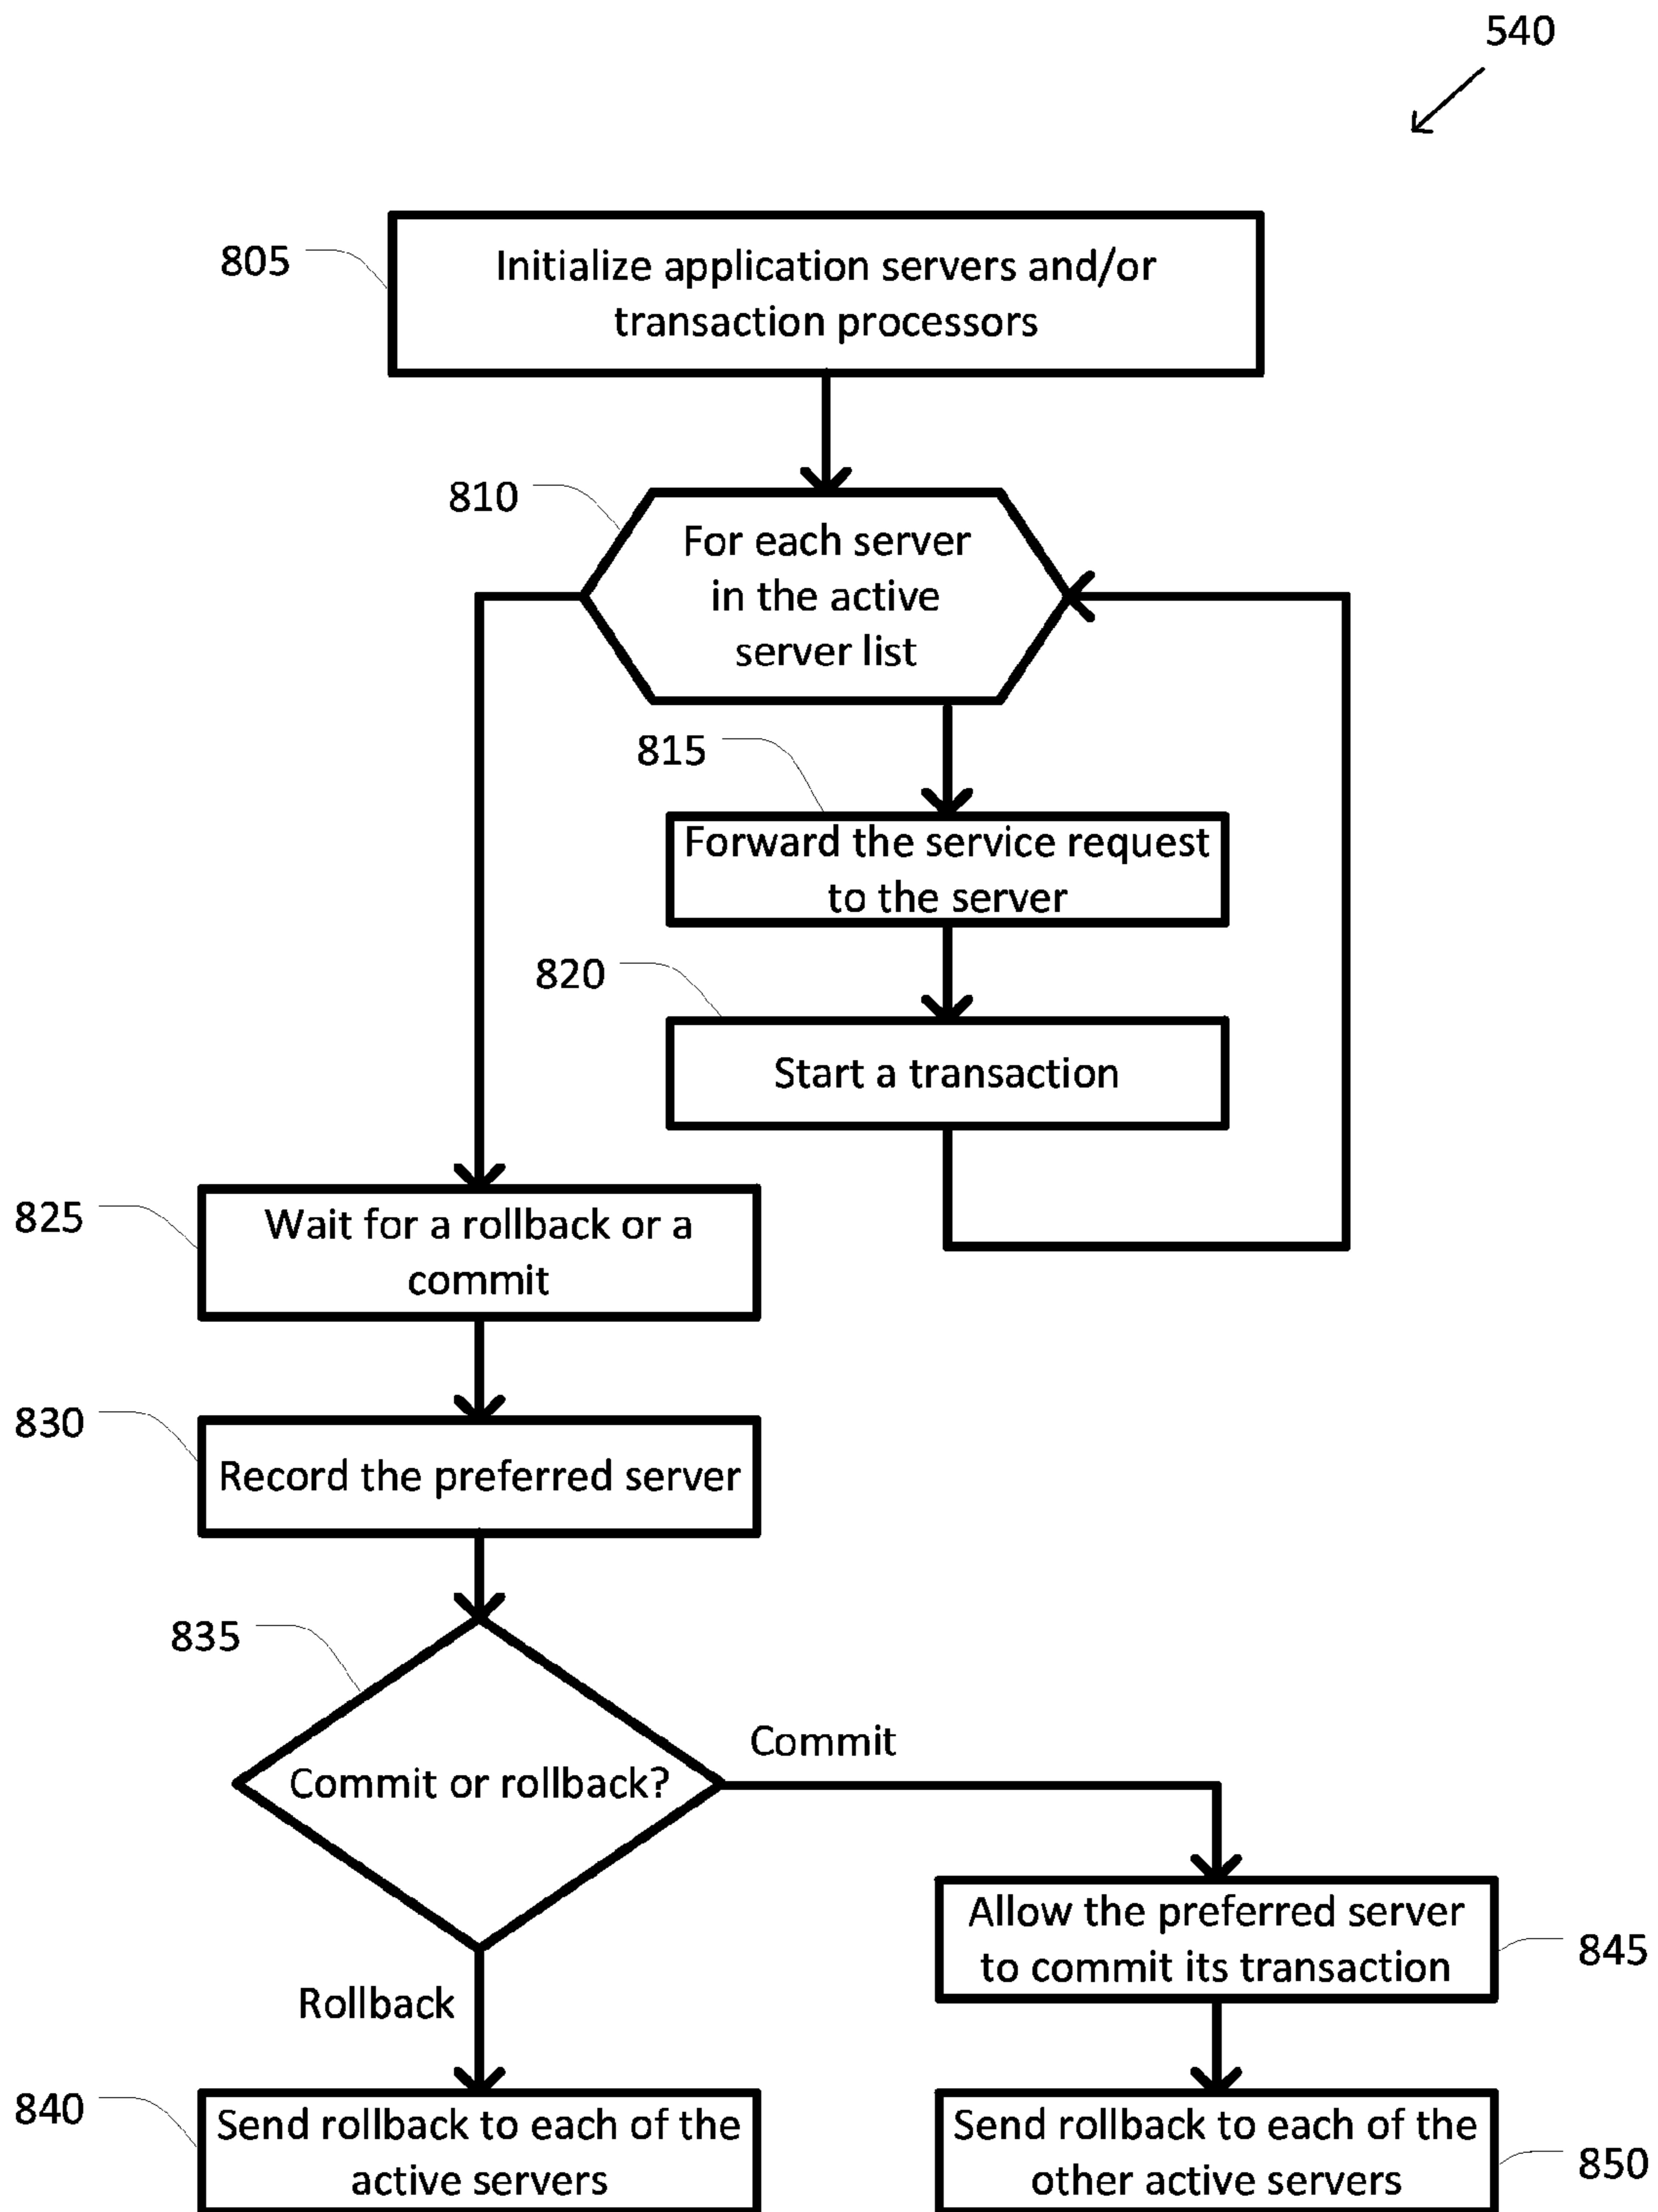 540
805
Initialize application servers and/or
transaction processors
810
For each server
in the active
server list
815
Forward the service request
to the server
820
Start a transaction
825
Wait for a rollback or a
commit
830
Record the preferred server
835
Commit or rollback?
Commit
Rollback
845
Allow the preferred server
to commit its transaction
840
Send rollback to each of the
active servers
850
Send rollback to each of the
other active servers